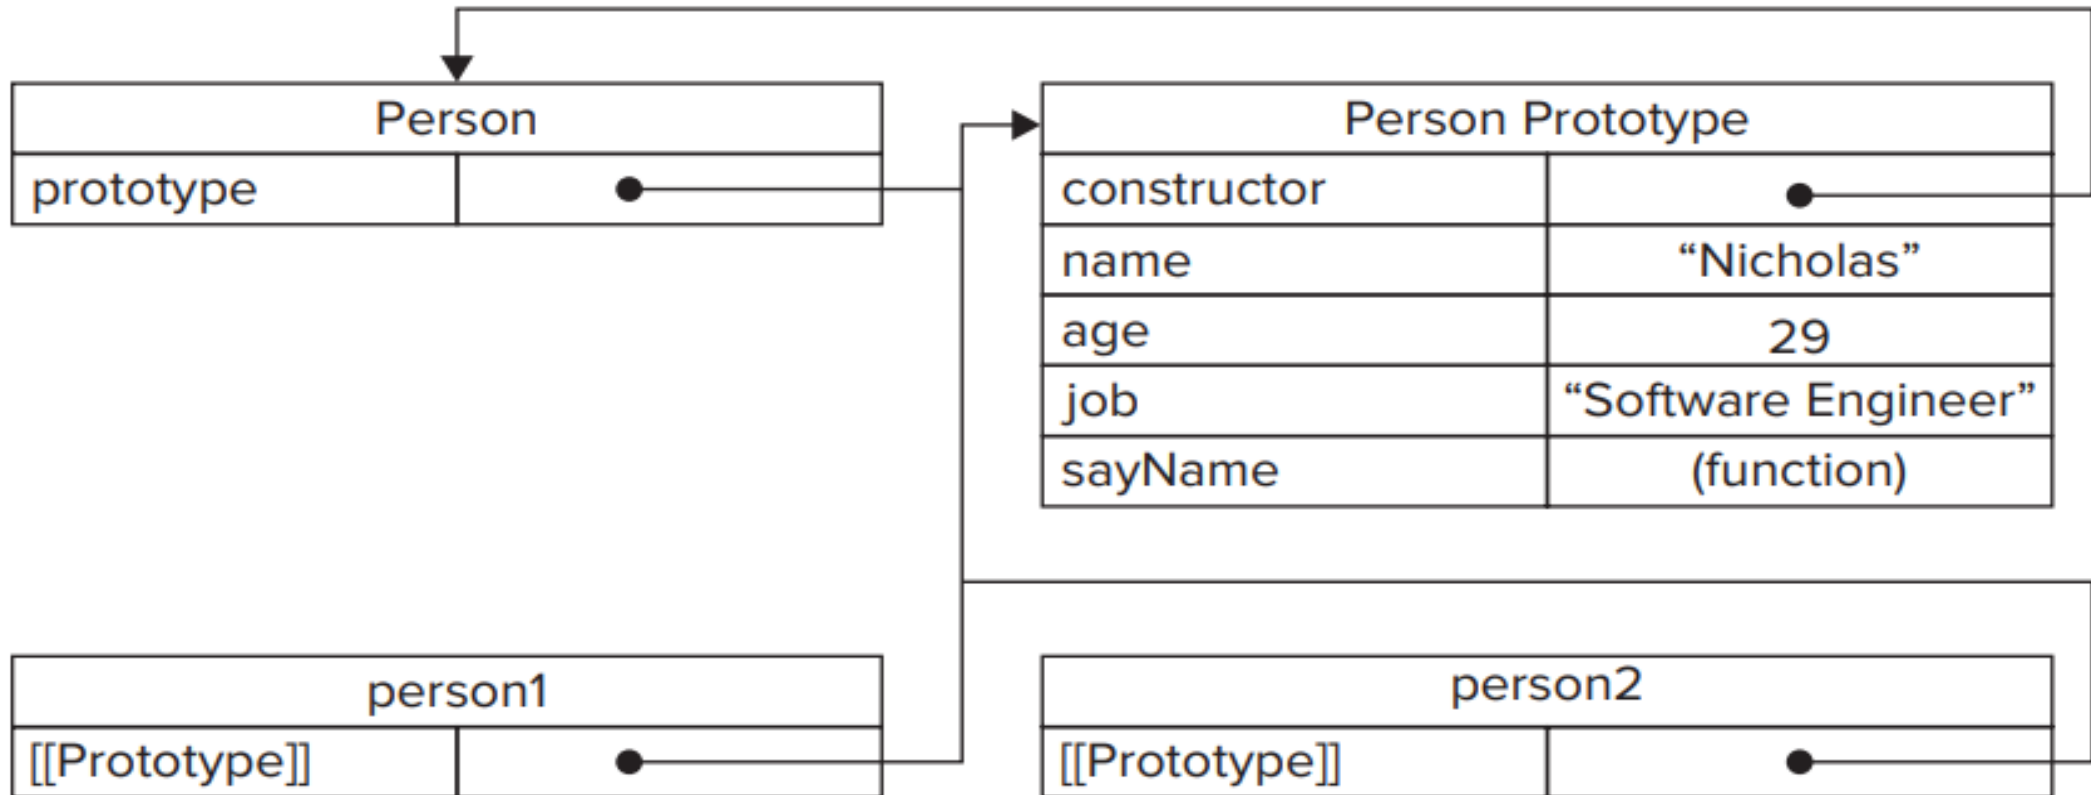 Person
prototype
Person Prototype
constructor
name “Nicholas”
age 29
job “Software Engineer”
sayName (function)
person1
[[Prototype]]
person2
[[Prototype]]